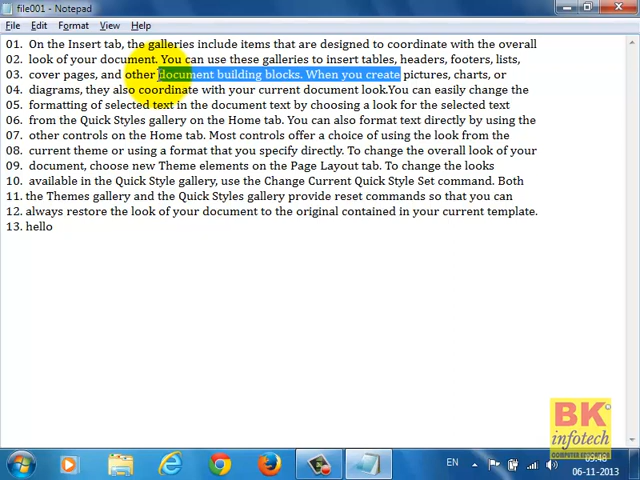 file001 - Notepad
File Edit Format View Help
01. On the Insert tab, the galleries include items that are designed to coordinate with the overall
02. look of your document. You can use these galleries to insert tables, headers, footers, lists,
03. cover pages, and other document building blocks. When you create pictures, charts, or
04. diagrams, they also coordinate with your current document look.You can easily change the
05. formatting of selected text in the document text by choosing a look for the selected text
06. from the Quick Styles gallery on the Home tab. You can also format text directly by using the
07. other controls on the Home tab. Most controls offer a choice of using the look from the
08. current theme or using a format that you specify directly. To change the overall look of your
09. document, choose new Theme elements on the Page Layout tab. To change the looks
10. available in the Quick Style gallery, use the Change Current Quick Style Set command. Both
11. the Themes gallery and the Quick Styles gallery provide reset commands so that you can
12. always restore the look of your document to the original contained in your current template.
13. hello
BK
infotech
COMPUTER EDUCATION
EN
09:48
06-11-2013